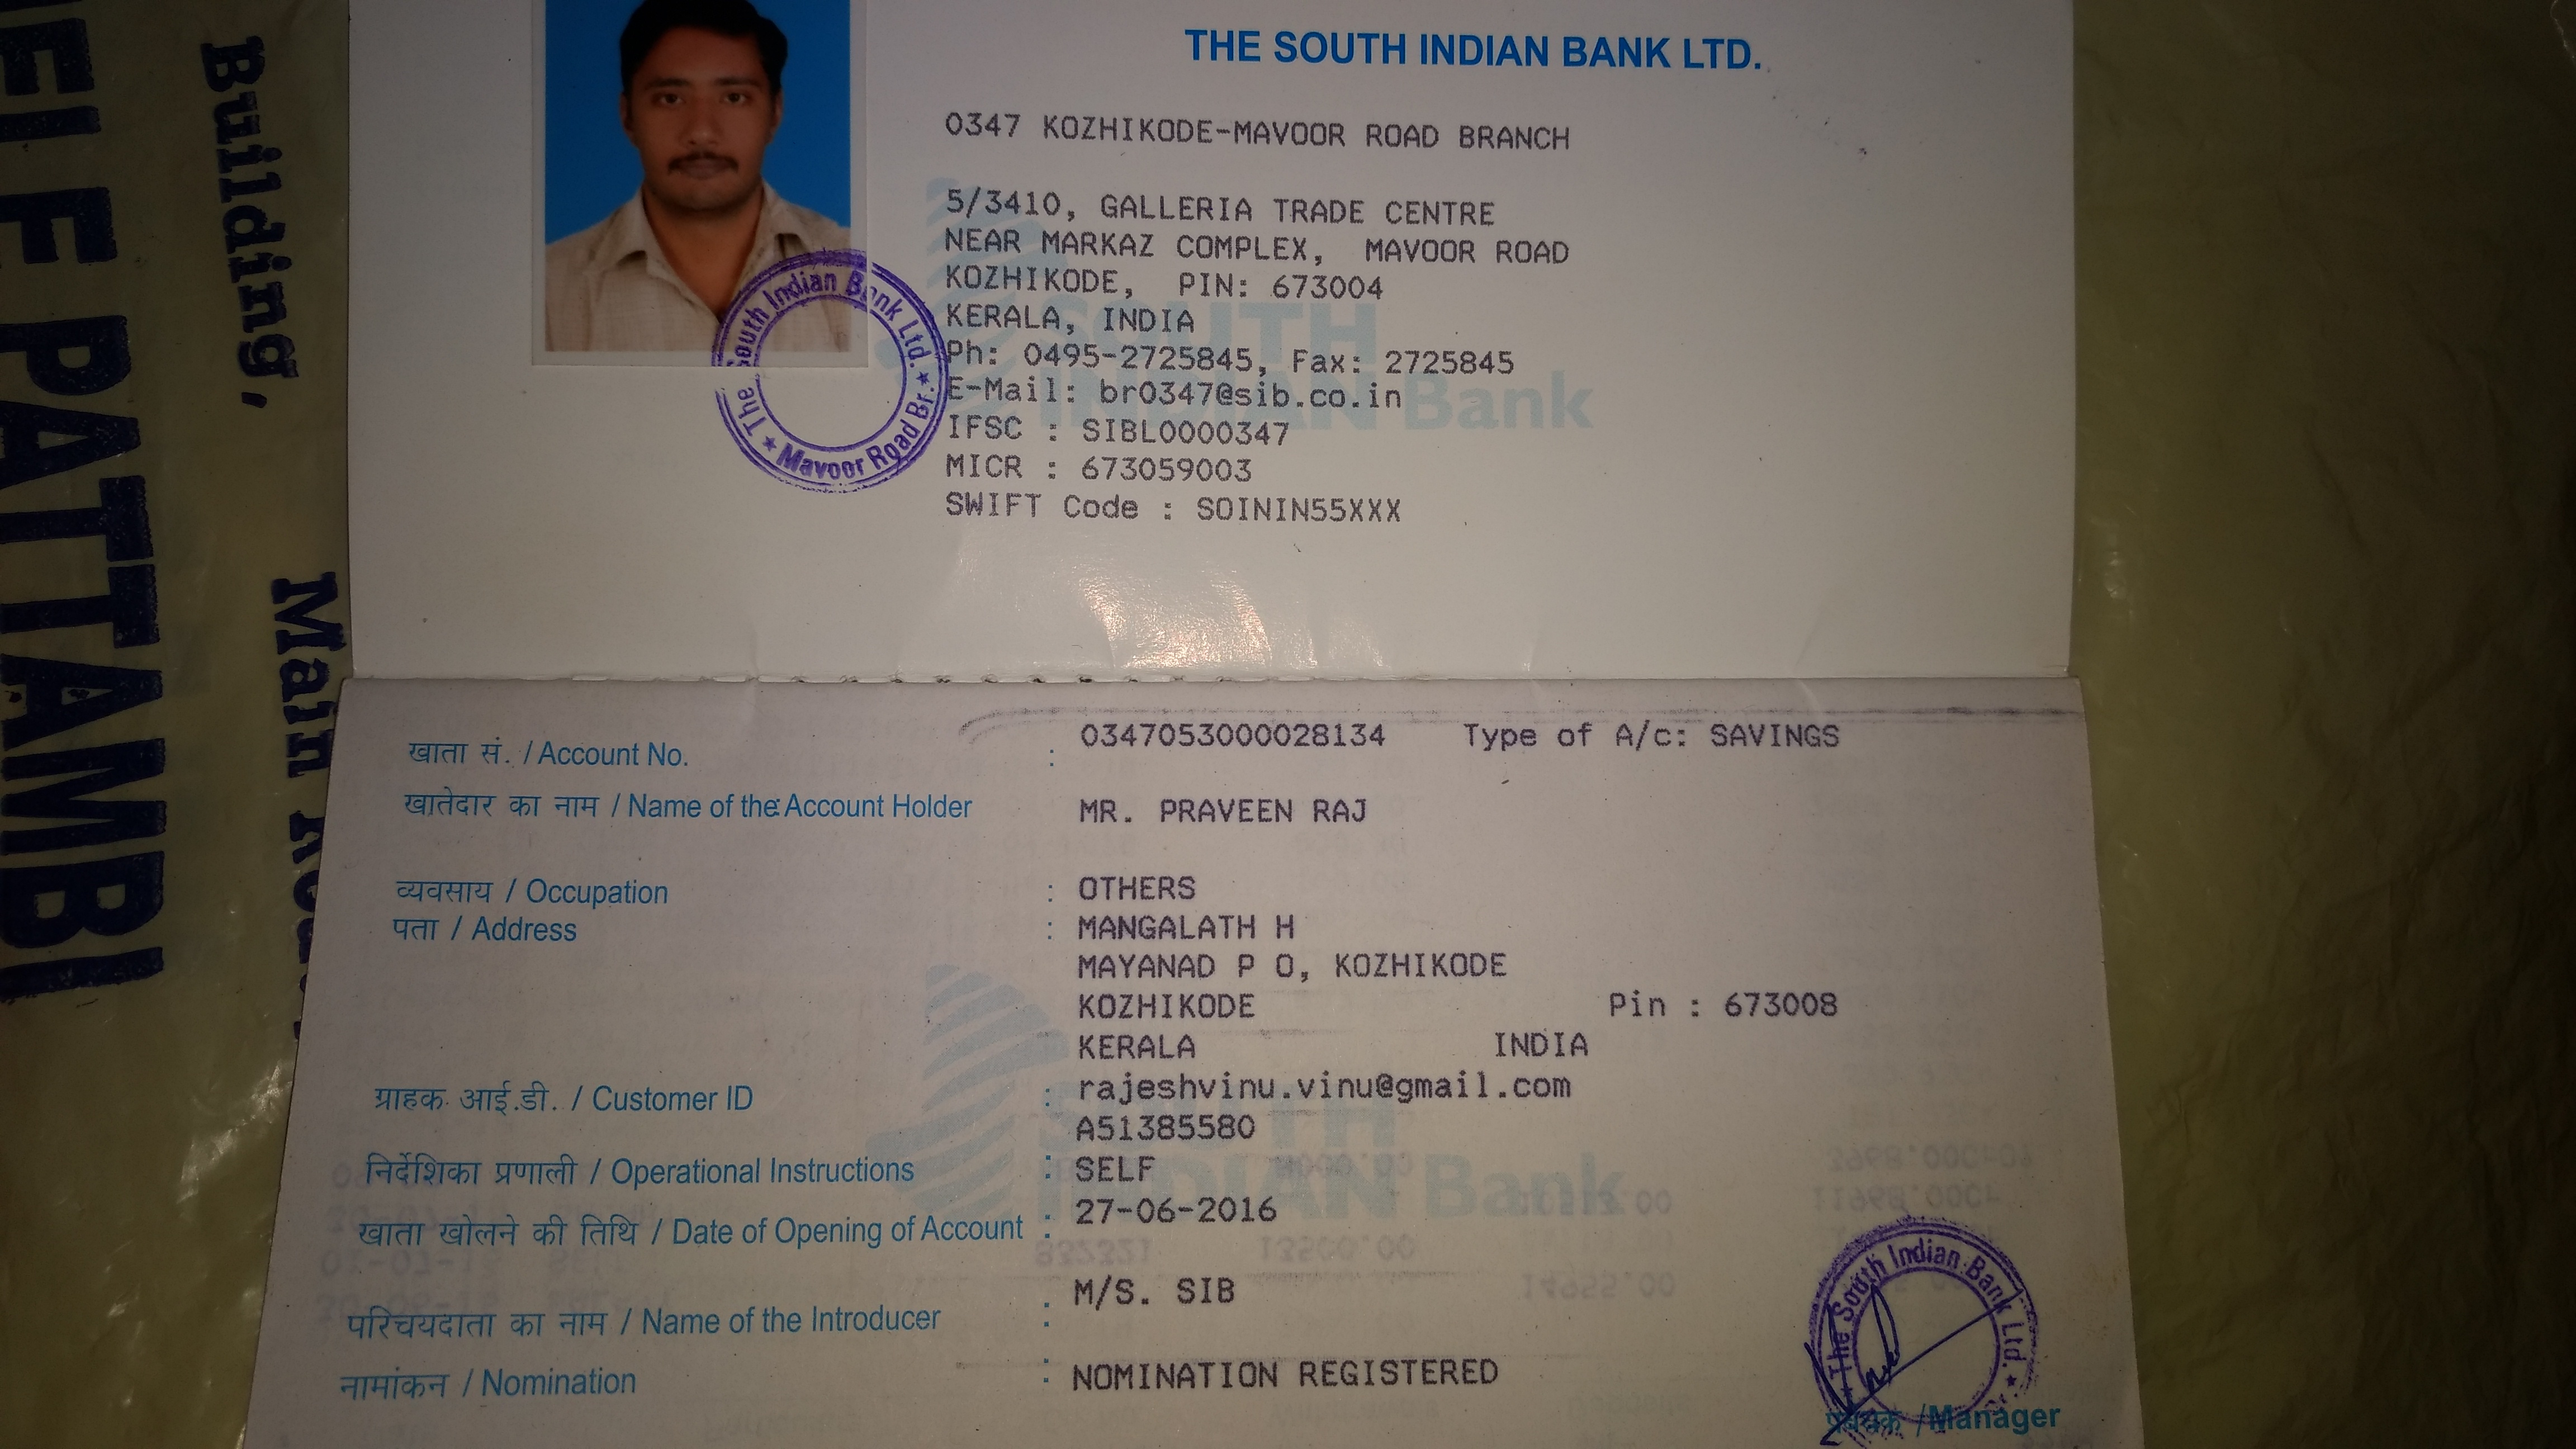 THE SOUTH INDIAN BANK LTD.
0347 KOZHIKODE-MAVOOR ROAD BRANCH
5/3410, GALLERIA TRADE CENTRE
NEAR MARKAZ COMPLEX, MAVOOR ROAD
KOZHIKODE, PIN: 673004
KERALA, INDIA
Ph: 0495-2725845, Fax: 2725845
E-Mail: br0347@sib.co.in
IFSC : SIBL0000347
MICR : 673059003
SWIFT Code : SOININ55XXX
SOUTH
INDIAN Bank
The South Indian Bank Ltd. ★ Mavoor Road Br. ★
खाता सं. / Account No. : 0347053000028134 Type of A/c: SAVINGS
खातेदार का नाम / Name of the Account Holder : MR. PRAVEEN RAJ
व्यवसाय / Occupation : OTHERS
पता / Address : MANGALATH H
MAYANAD P O, KOZHIKODE
KOZHIKODE Pin : 673008
KERALA INDIA
rajeshvinu.vinu@gmail.com
ग्राहक आई.डी. / Customer ID : A51385580
निर्देशिका प्रणाली / Operational Instructions : SELF
खाता खोलने की तिथि / Date of Opening of Account : 27-06-2016
परिचयदाता का नाम / Name of the Introducer : M/S. SIB
नामांकन / Nomination : NOMINATION REGISTERED
INDIAN Bank
The South Indian Bank Ltd. ★
/Manager
Building,
Main
PATTAMBI